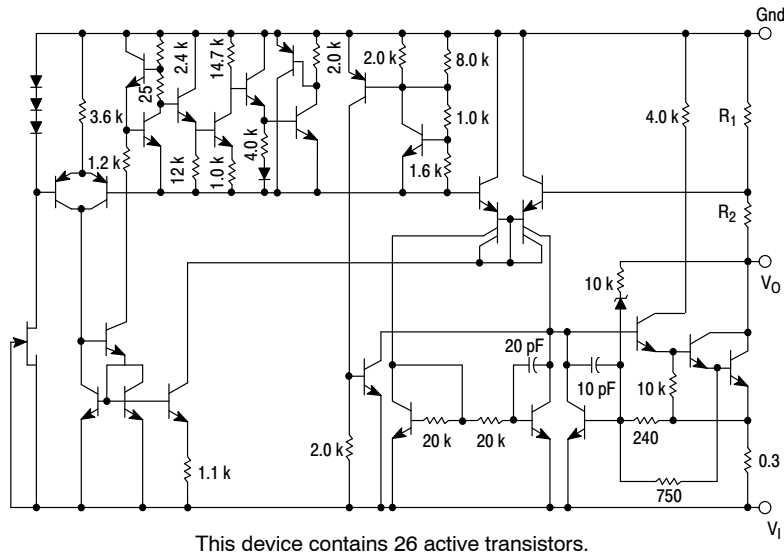 Gnd
2.4 k
14.7 k
2.0 k
2.0 k
8.0 k
25
3.6 k
1.0 k
4.0 k
R1
4.0 k
1.2 k
12 k
1.0 k
1.6 k
R2
10 k
VO
20 pF
10 pF
10 k
20 k
20 k
240
2.0 k
0.3
1.1 k
750
VI
This device contains 26 active transistors.